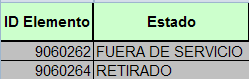 ID Elemento Estado
9060262 FUERA DE SERVICIO
9060264 RETIRADO